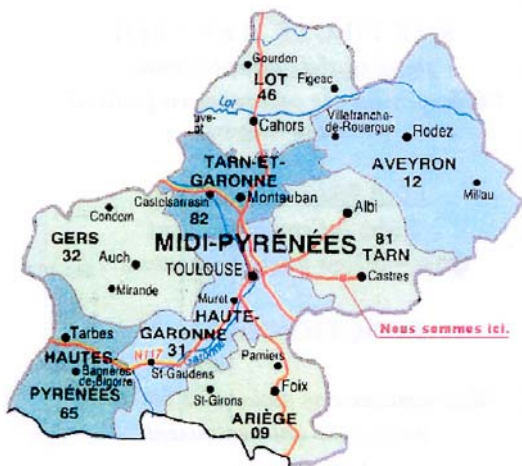 Gourdon
LOT
46
Figeac
Lot
Cahors
Villefranche-
de-Rouergue
Rodez
AVEYRON
12
Millau
TARN-ET-
GARONNE
82
Castelsarrasin
Montauban
Condom
GERS
32
Auch
Mirande
MIDI-PYRÉNÉES
TOULOUSE
Albi
81
TARN
Castres
Nous sommes ici.
Muret
HAUTE-
GARONNE
31
Garonne
N117
St-Gaudens
Tarbes
HAUTES-
PYRÉNÉES
65
Bagnères-
de-Bigorre
Pamiers
Foix
St-Girons
ARIÈGE
09